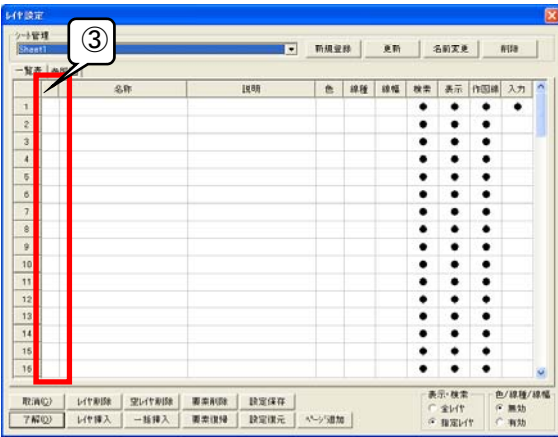 ﾚｲﾔ設定
シート管理
Sheet1
新規登録 更新 名前変更 削除
③
一覧表
名称 説明 色 線種 線幅 検索 表示 作図線 入力
1
2
3
4
5
6
7
8
9
10
11
12
13
14
15
16
取消(Q) ﾚｲﾔ削除 空ﾚｲﾔ削除 要素削除 設定保存
了解(O) ﾚｲﾔ挿入 一括挿入 要素復帰 設定復元 ﾍﾟｰｼﾞ追加
表示・検索
全ﾚｲﾔ
指定ﾚｲﾔ
色/線種/線幅
無効
有効